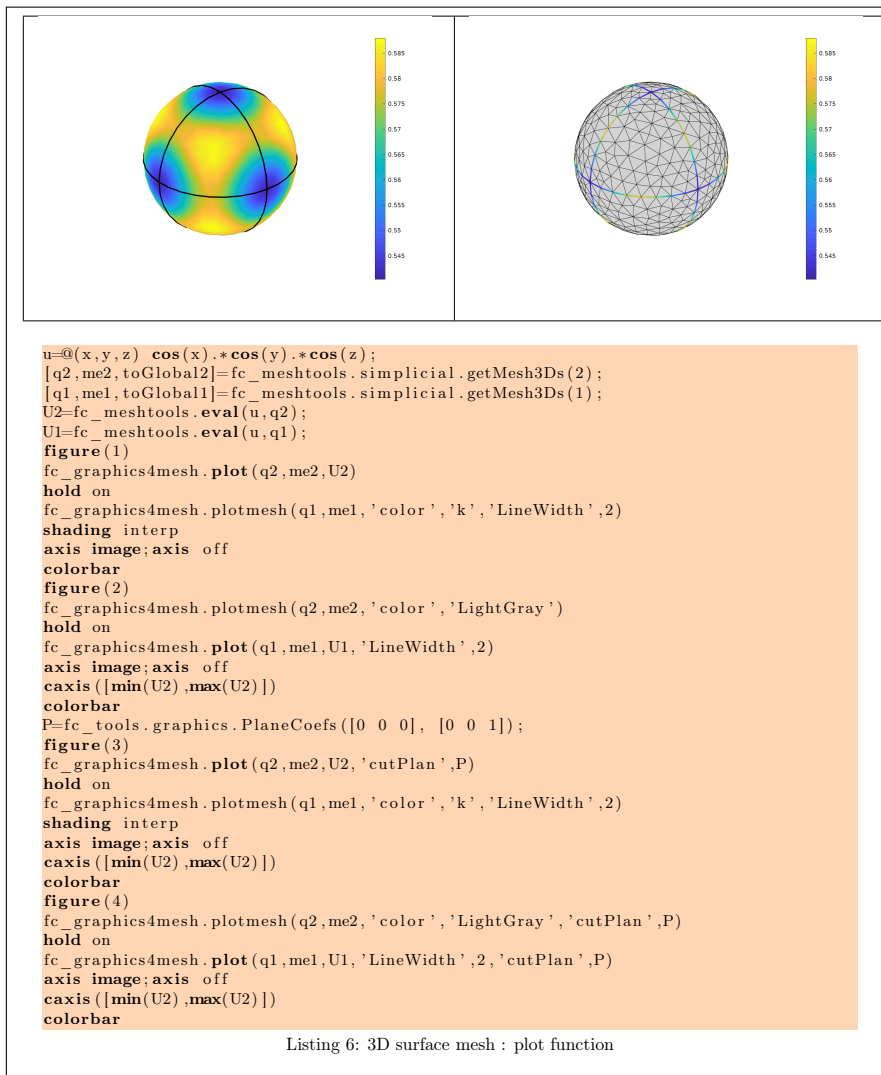 0.585
0.58
0.575
0.57
0.565
0.56
0.555
0.55
0.545
0.585
0.58
0.575
0.57
0.565
0.56
0.555
0.55
0.545
u=@(x,y,z) cos(x).*cos(y).*cos(z);
[q2,me2,toGlobal2]=fc_meshtools.simplicial.getMesh3Ds(2);
[q1,me1,toGlobal1]=fc_meshtools.simplicial.getMesh3Ds(1);
U2=fc_meshtools.eval(u,q2);
U1=fc_meshtools.eval(u,q1);
figure(1)
fc_graphics4mesh.plot(q2,me2,U2)
hold on
fc_graphics4mesh.plotmesh(q1,me1,'color','k','LineWidth',2)
shading interp
axis image;axis off
colorbar
figure(2)
fc_graphics4mesh.plotmesh(q2,me2,'color','LightGray')
hold on
fc_graphics4mesh.plot(q1,me1,U1,'LineWidth',2)
axis image;axis off
caxis([min(U2),max(U2)])
colorbar
P=fc_tools.graphics.PlaneCoefs([0 0 0], [0 0 1]);
figure(3)
fc_graphics4mesh.plot(q2,me2,U2,'cutPlan',P)
hold on
fc_graphics4mesh.plotmesh(q1,me1,'color','k','LineWidth',2)
shading interp
axis image;axis off
caxis([min(U2),max(U2)])
colorbar
figure(4)
fc_graphics4mesh.plotmesh(q2,me2,'color','LightGray','cutPlan',P)
hold on
fc_graphics4mesh.plot(q1,me1,U1,'LineWidth',2,'cutPlan',P)
axis image;axis off
caxis([min(U2),max(U2)])
colorbar
Listing 6: 3D surface mesh : plot function